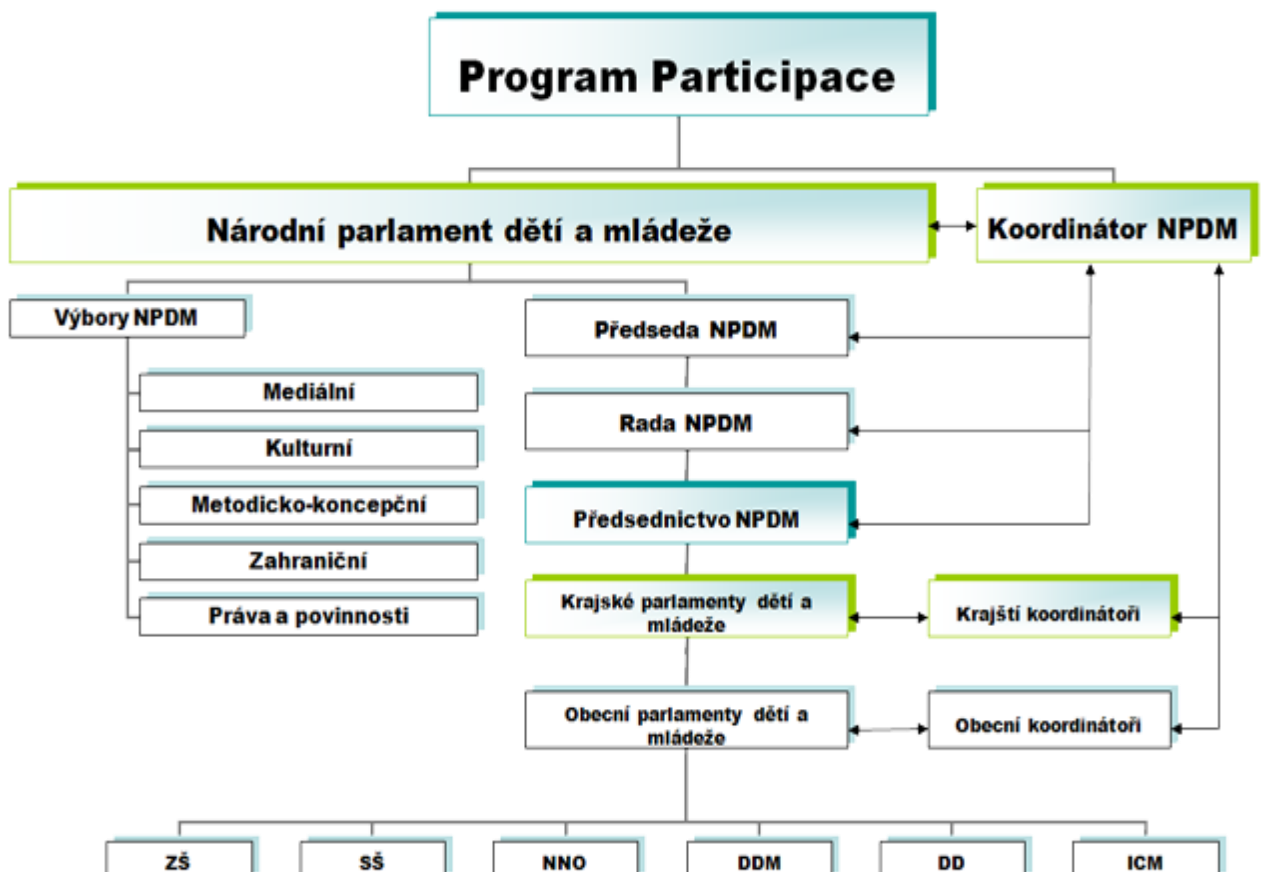 Program Participace
Národní parlament dětí a mládeže
Koordinátor NPDM
Výbory NPDM
Předseda NPDM
Mediální
Rada NPDM
Kulturní
Metodicko-koncepční
Předsednictvo NPDM
Zahraniční
Práva a povinnosti
Krajské parlamenty dětí a
mládeže
Krajští koordinátoři
Obecní parlamenty dětí a
mládeže
Obecní koordinátoři
ZŠ
SŠ
NNO
DDM
DD
ICM